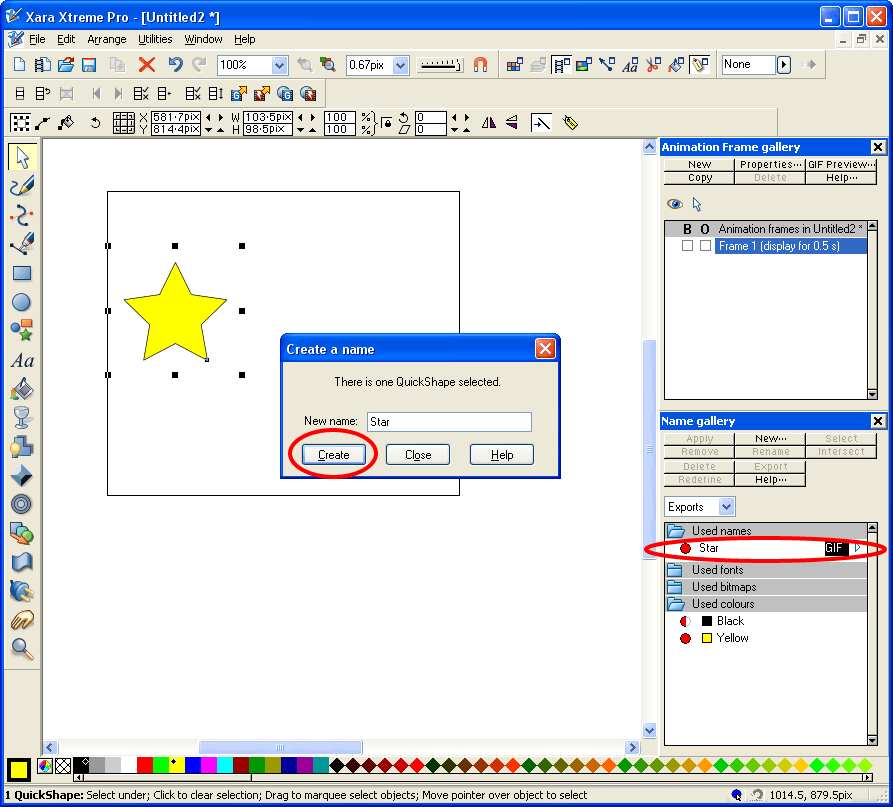 Xara Xtreme Pro - [Untitled2 *]
File Edit Arrange Utilities Window Help
100% 0.67pix None
X 581·7pix W 103·5pix 100 % 0
Y 814·4pix H 98·5pix 100 % 0
Animation Frame gallery
New Properties... GIF Preview...
Copy Delete Help...
B O Animation frames in Untitled2 *
Frame 1 (display for 0.5 s)
Create a name
There is one QuickShape selected.
New name: Star
Create Close Help
Name gallery
Apply New... Select
Remove Rename Intersect
Delete Export
Redefine Help...
Exports
Used names
Star GIF
Used fonts
Used bitmaps
Used colours
Black
Yellow
Aa
1 QuickShape: Select under; Click to clear selection; Drag to marquee select objects; Move pointer over object to select 1014.5, 879.5pix